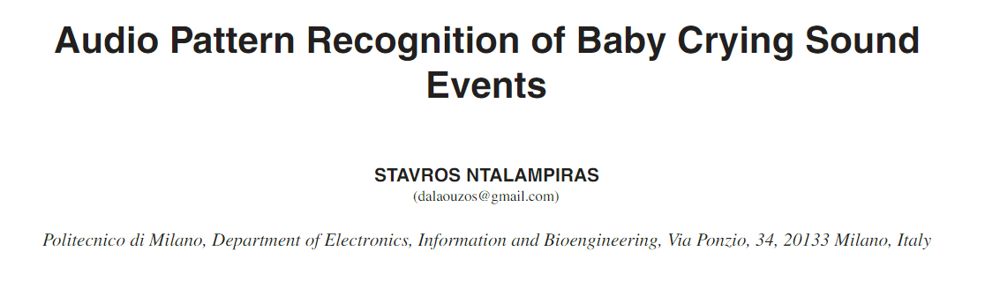 Audio Pattern Recognition of Baby Crying Sound
Events
STAVROS NTALAMPIRAS
(dalaouzos@gmail.com)
Politecnico di Milano, Department of Electronics, Information and Bioengineering, Via Ponzio, 34, 20133 Milano, Italy